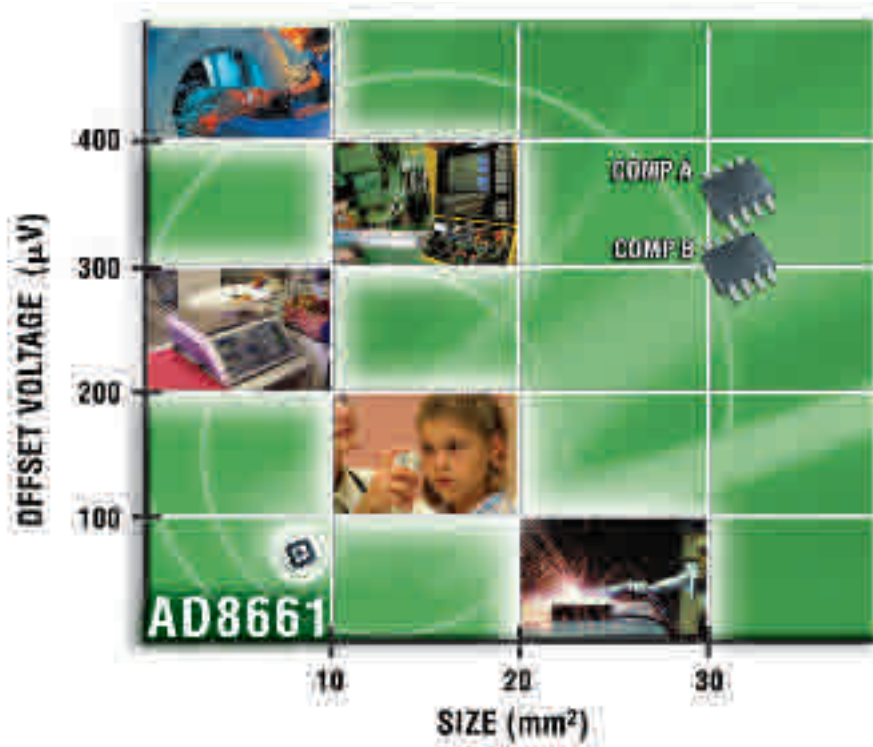 OFFSET VOLTAGE (µV)
400
300
200
100
COMP. A
COMP. B
AD8661
10
20
30
SIZE (mm²)